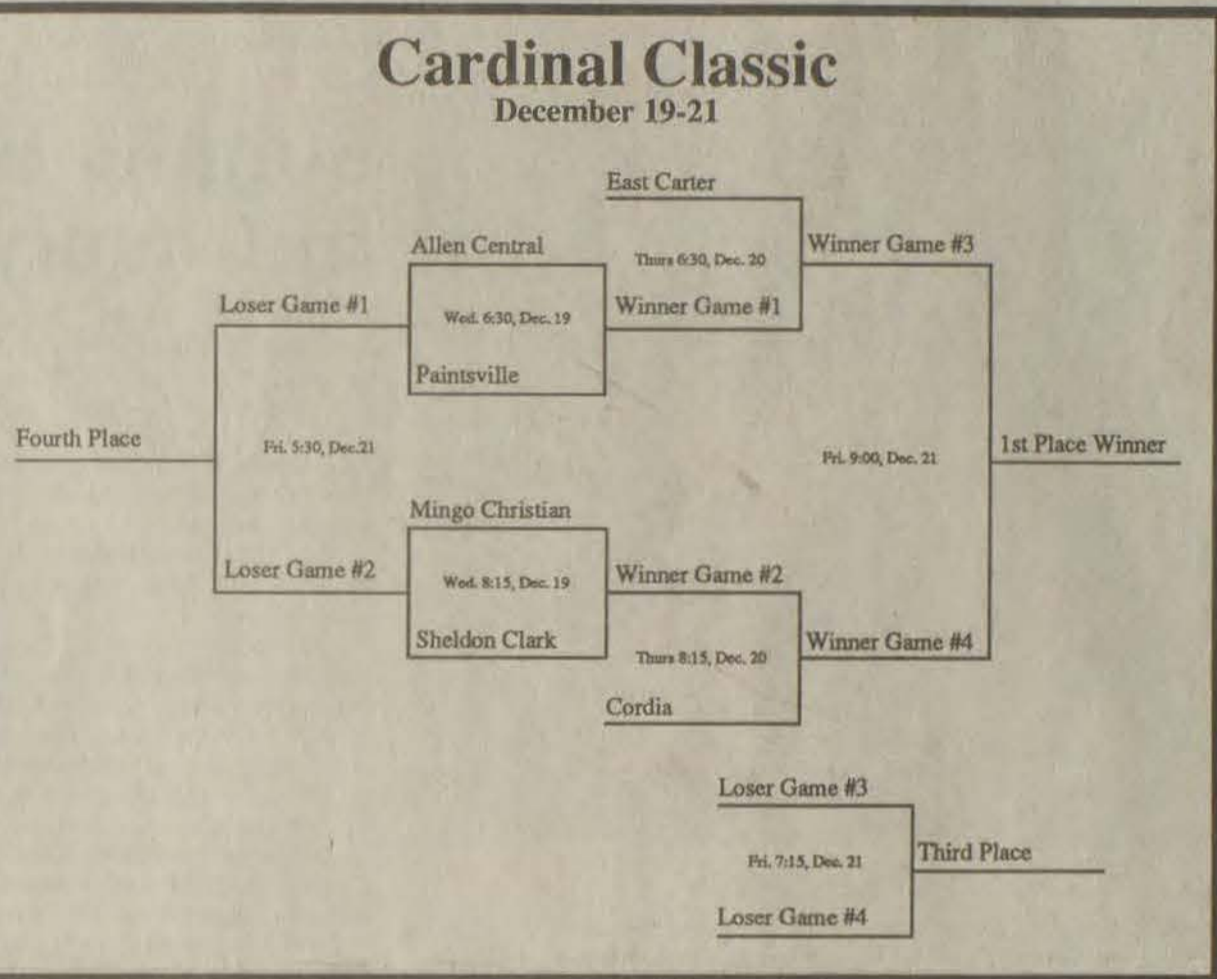 Cardinal Classic
December 19-21
East Carter
Thurs 6:30, Dec. 20
Winner Game #3
Allen Central
Wed. 6:30, Dec. 19
Winner Game #1
Loser Game #1
Paintsville
Fourth Place
Fri. 5:30, Dec.21
Fri. 9:00, Dec. 21
1st Place Winner
Mingo Christian
Loser Game #2
Wed. 8:15, Dec. 19
Winner Game #2
Sheldon Clark
Thurs 8:15, Dec. 20
Winner Game #4
Cordia
Loser Game #3
Fri. 7:15, Dec. 21
Third Place
Loser Game #4